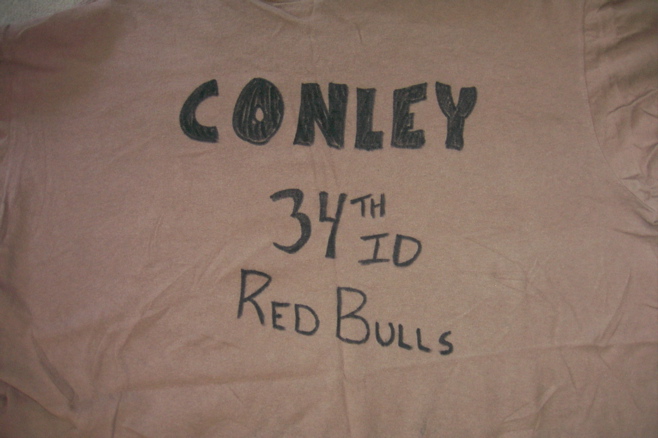 CONLEY
34TH ID
RED BULLS